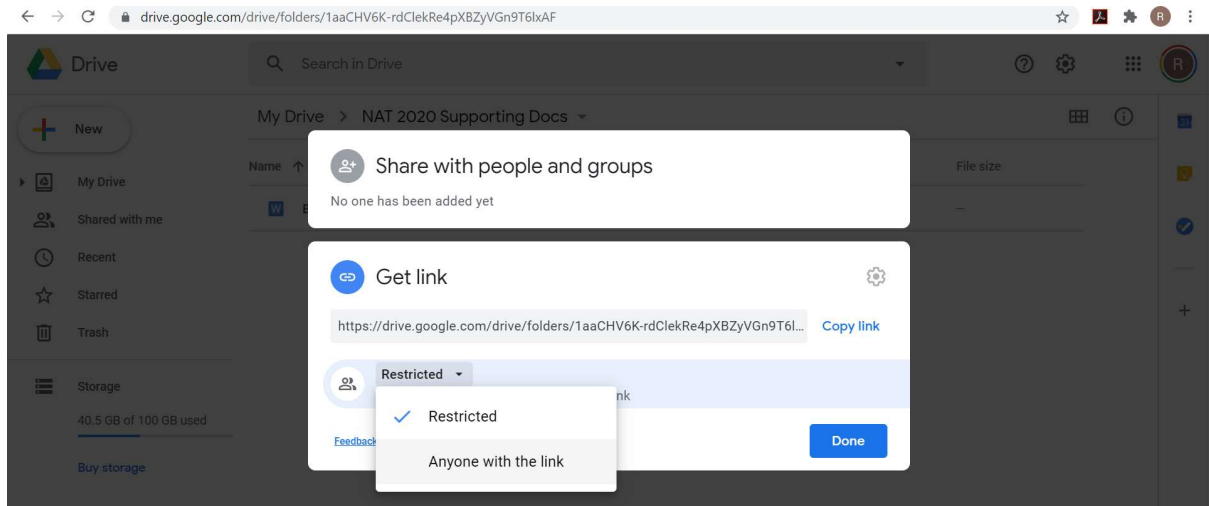 drive.google.com/drive/folders/1aaCHV6K-rdClekRe4pXBZyVGn9T6lxAF
R
Drive
Search in Drive
R
New
My Drive > NAT 2020 Supporting Docs
Name
File size
My Drive
W
Shared with me
Recent
Starred
Trash
Storage
40.5 GB of 100 GB used
Buy storage
Share with people and groups
No one has been added yet
Get link
https://drive.google.com/drive/folders/1aaCHV6K-rdClekRe4pXBZyVGn9T6l...
Copy link
Restricted
Restricted
Anyone with the link
Feedback
Done